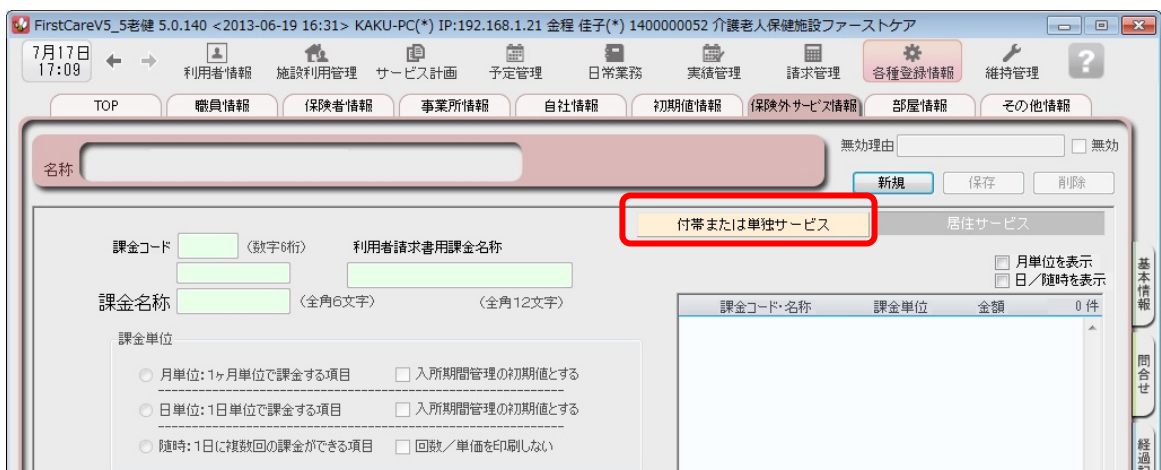 FirstCareV5_5老健 5.0.140 <2013-06-19 16:31> KAKU-PC(*) IP:192.168.1.21 金程 佳子(*) 1400000052 介護老人保健施設ファーストケア
7月17日
17:09
利用者情報 施設利用管理 サービス計画 予定管理 日常業務 実績管理 請求管理 各種登録情報 維持管理 ?
TOP 職員情報 保険者情報 事業所情報 自社情報 初期値情報 保険外サービス情報 部屋情報 その他情報
無効理由 無効
名称
新規 保存 削除
付帯または単独サービス 居住サービス
課金コード (数字6桁) 利用者請求書用課金名称
月単位を表示
日/随時を表示
課金名称 (全角6文字) (全角12文字)
課金コード・名称 課金単位 金額 0件
課金単位
月単位:1ヶ月単位で課金する項目 入所期間管理の初期値とする
日単位:1日単位で課金する項目 入所期間管理の初期値とする
随時:1日に複数回の課金ができる項目 回数/単価を印刷しない
基本情報
問合せ
経過